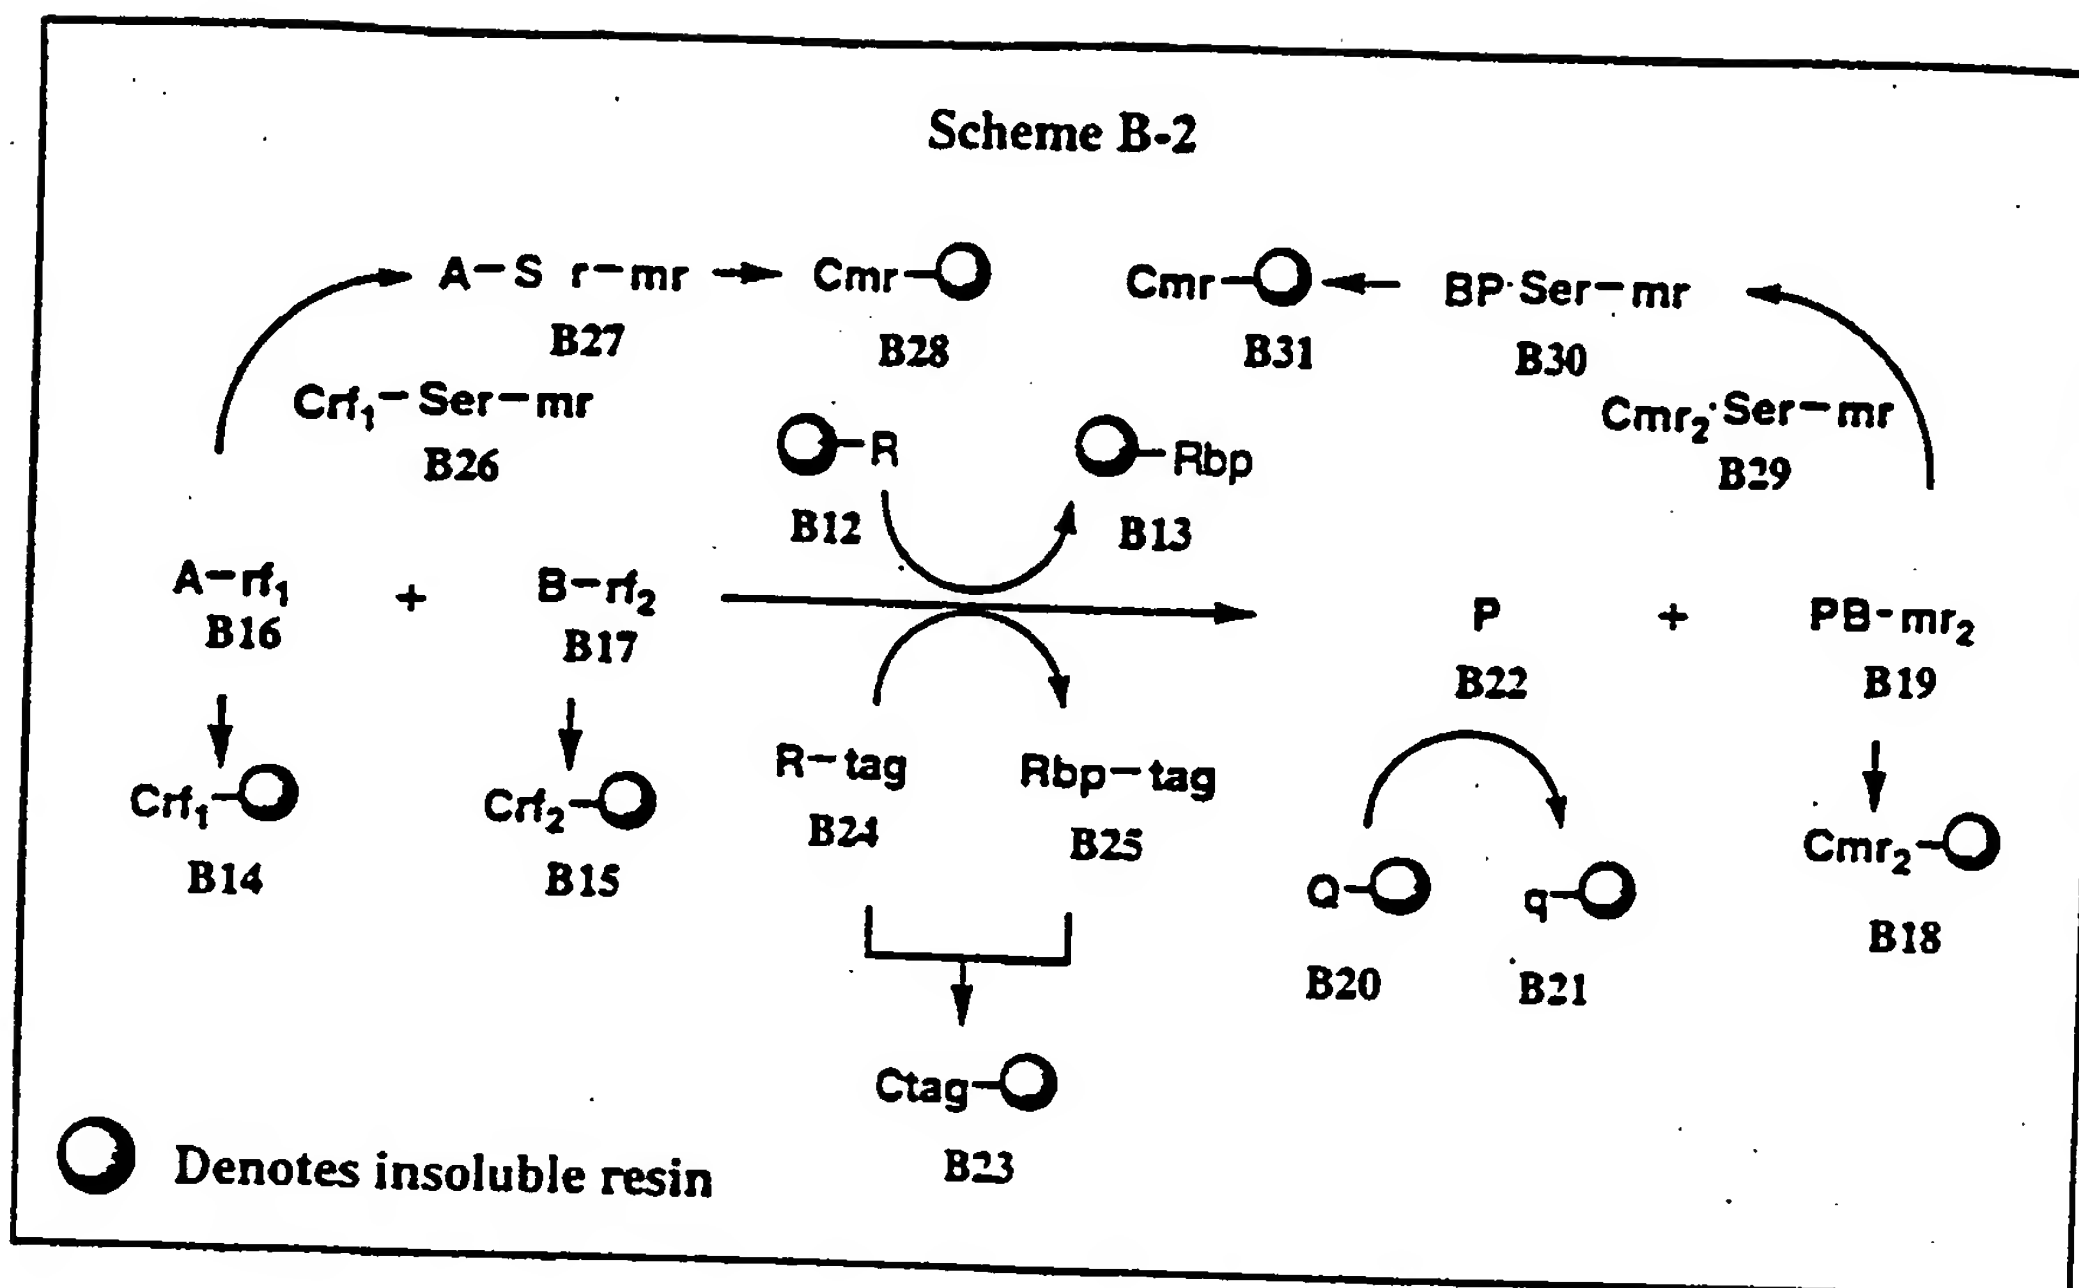 Scheme B-2
A-S r-mr
Cmr
Cmr
BP·Ser-mr
B27
B28
B31
B30
Crf₁-Ser-mr
B26
Cmr₂·Ser-mr
B29
R
B12
Rbp
B13
A-rf₁
B16
+
B-rf₂
B17
P
B22
+
PB-mr₂
B19
Crf₁
B14
Crf₂
B15
R-tag
B24
Rbp-tag
B25
Q
B20
q
B21
Cmr₂
B18
Ctag
B23
Denotes insoluble resin